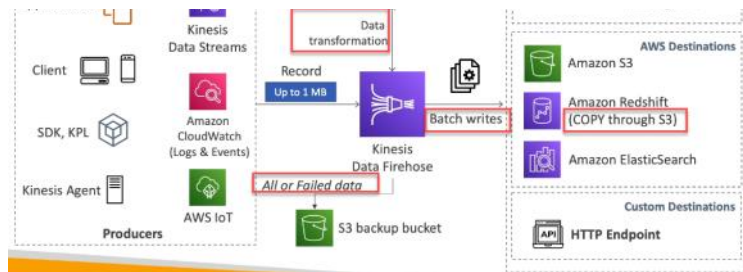 Kinesis
Data Streams
Client
SDK, KPL
Amazon
CloudWatch
(Logs & Events)
Kinesis Agent
AWS IoT
Producers
Data
transformation
Record
Up to 1 MB
Kinesis
Data Firehose
Batch writes
All or Failed data
S3 backup bucket
AWS Destinations
Amazon S3
Amazon Redshift
(COPY through S3)
Amazon ElasticSearch
Custom Destinations
API
HTTP Endpoint